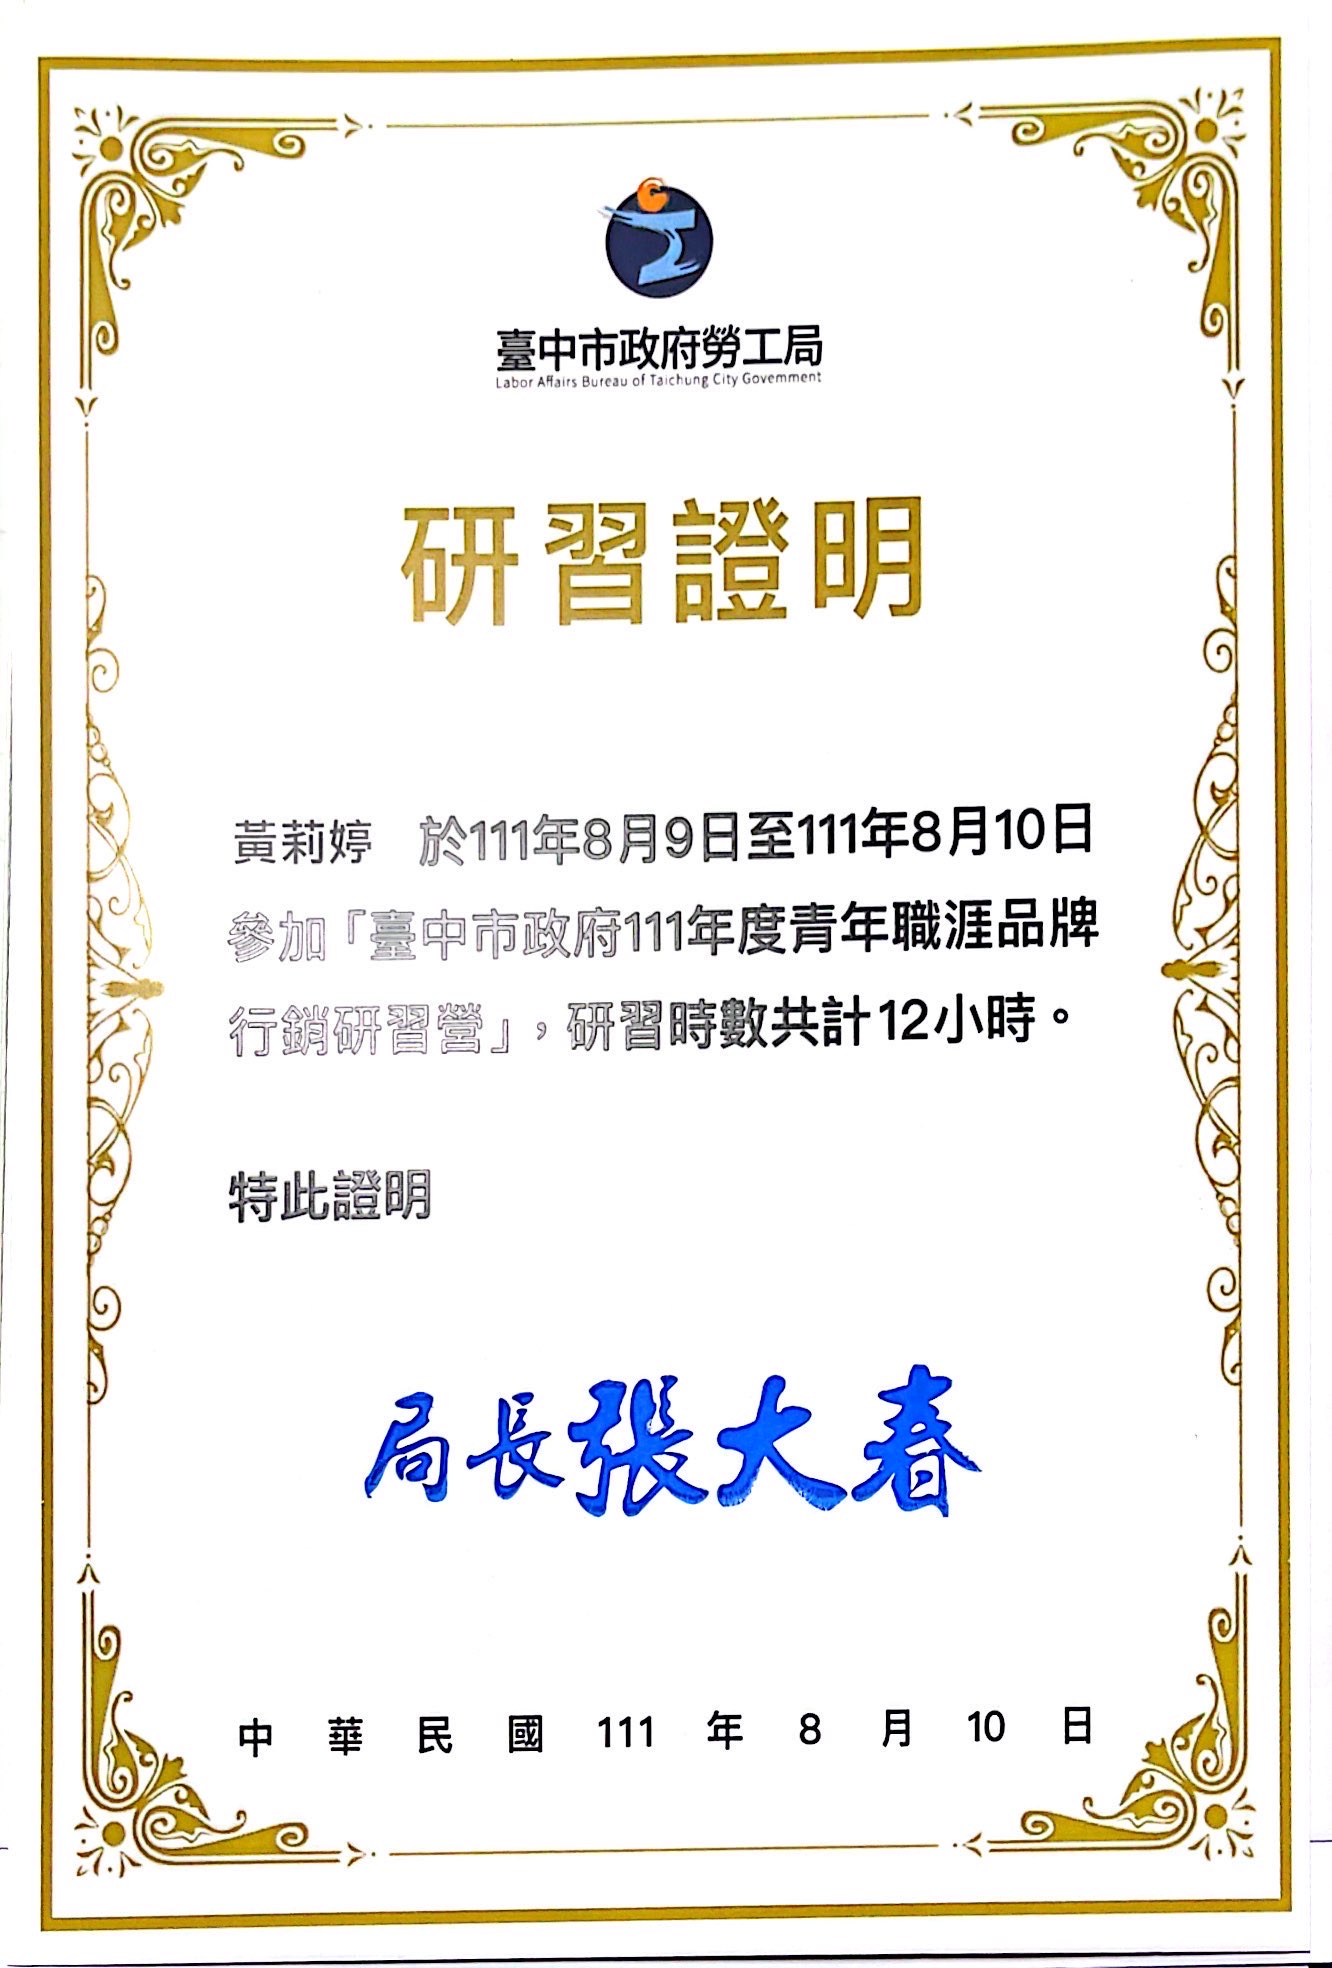 臺中市政府勞工局
Labor Affairs Bureau of Taichung City Government
研習證明
黃莉婷 於111年8月9日至111年8月10日
參加「臺中市政府111年度青年職涯品牌
行銷研習營」，研習時數共計12小時。
特此證明
局長張大春
中華民國 111 年 8 月 10 日